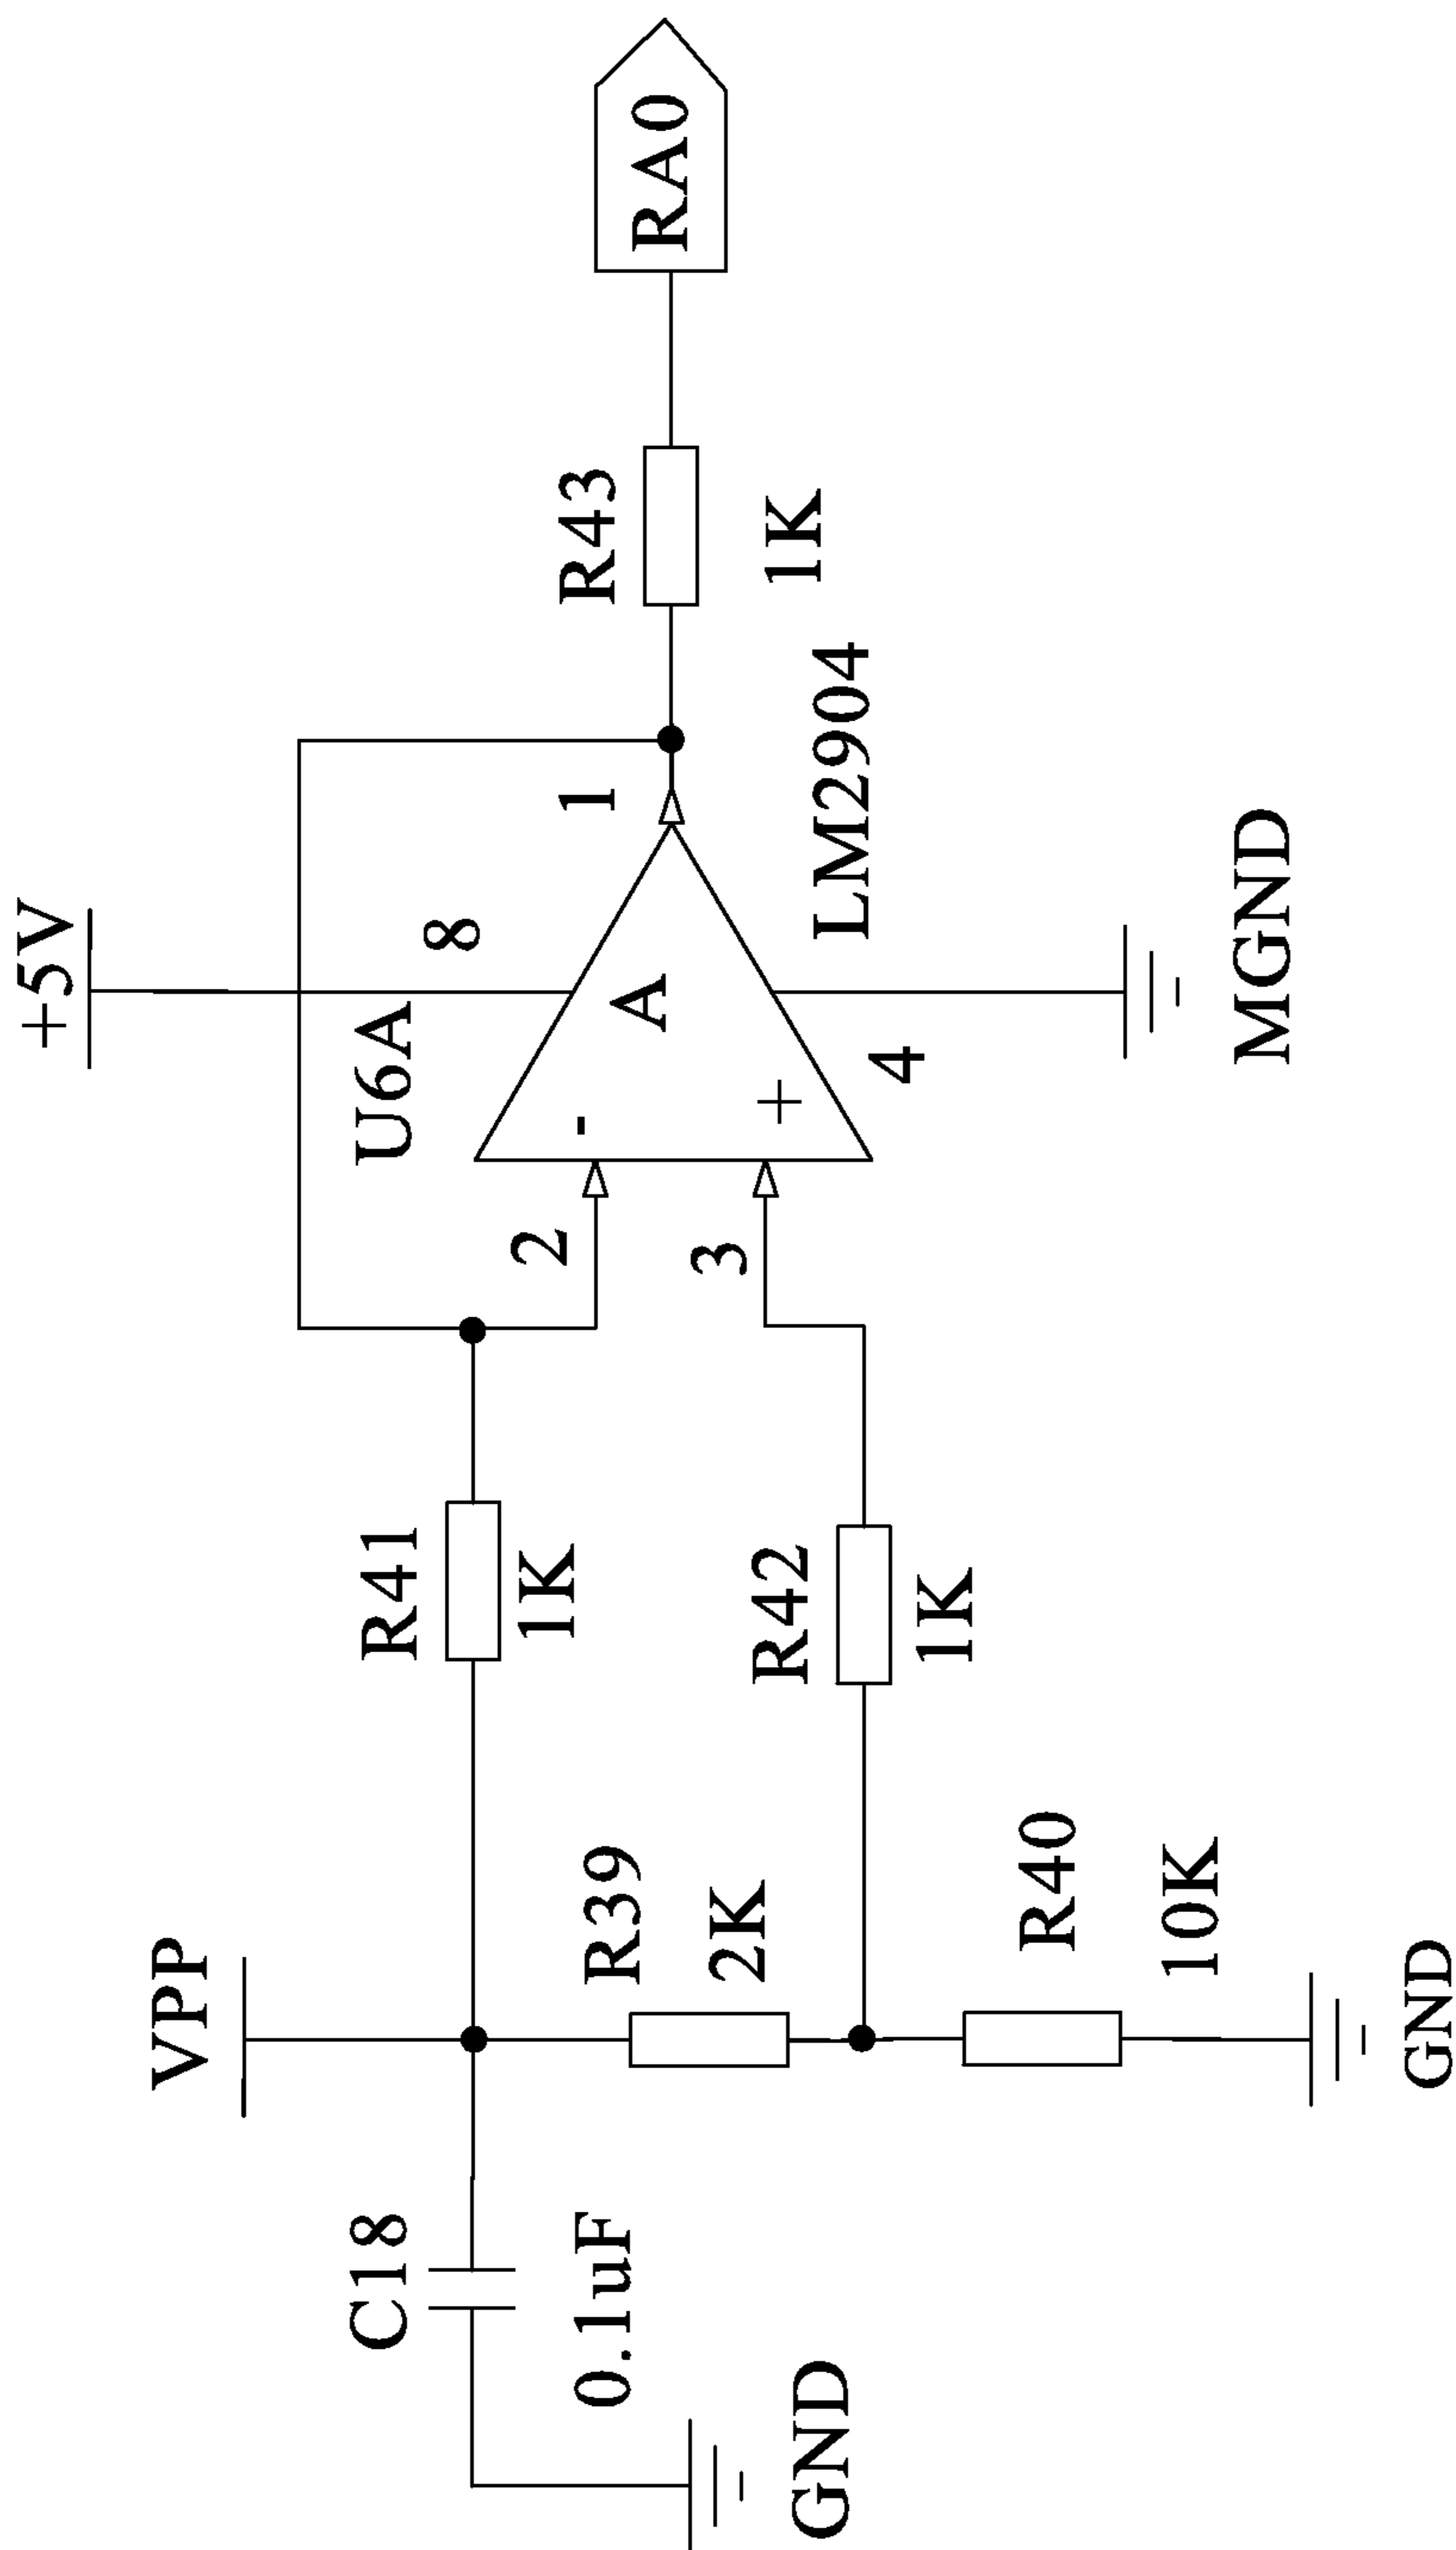 VPP
C18
0.1uF
GND
R39
2K
R40
10K
GND
R41
1K
R42
1K
+5V
U6A
8
2
-
A
1
3
+
4
LM2904
MGND
R43
1K
RA0